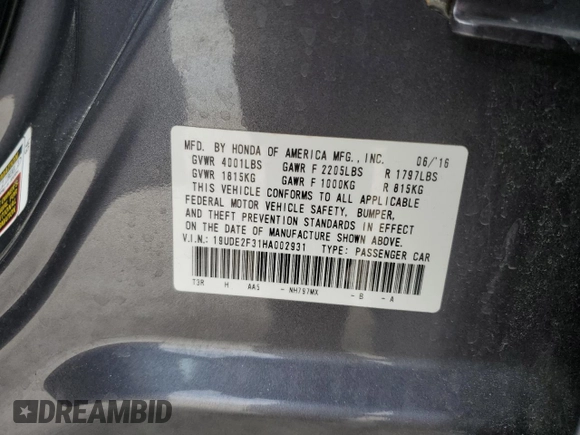 MFD. BY HONDA OF AMERICA MFG., INC. 06/16
GVWR 4001LBS GAWR F 2205LBS R 1797LBS
GVWR 1815KG GAWR F 1000KG R 815KG
THIS VEHICLE CONFORMS TO ALL APPLICABLE
FEDERAL MOTOR VEHICLE SAFETY, BUMPER,
AND THEFT PREVENTION STANDARDS IN EFFECT
ON THE DATE OF MANUFACTURE SHOWN ABOVE.
V.I.N.: 19UDE2F31HA002931 TYPE: PASSENGER CAR
T3R H AA5 - NH797MX - B - A
DREAMBID